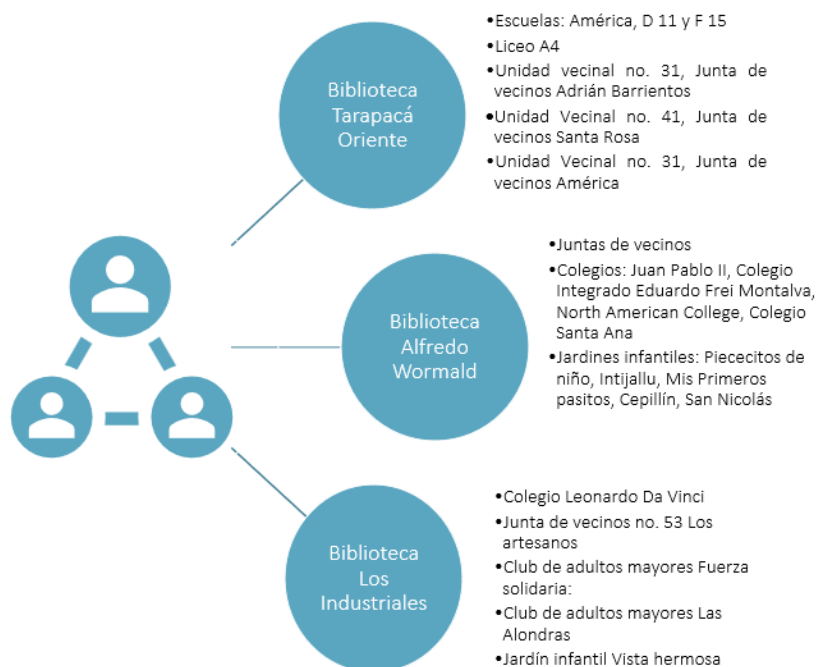 Biblioteca
Tarapacá
Oriente
•Escuelas: América, D 11 y F 15
•Liceo A4
•Unidad vecinal no. 31, Junta de
vecinos Adrián Barrientos
•Unidad Vecinal no. 41, Junta de
vecinos Santa Rosa
•Unidad Vecinal no. 31, Junta de
vecinos América
Biblioteca
Alfredo
Wormald
•Juntas de vecinos
•Colegios: Juan Pablo II, Colegio
Integrado Eduardo Frei Montalva,
North American College, Colegio
Santa Ana
•Jardines infantiles: Piececitos de
niño, Intijallu, Mis Primeros
pasitos, Cepillín, San Nicolás
Biblioteca
Los
Industriales
•Colegio Leonardo Da Vinci
•Junta de vecinos no. 53 Los
artesanos
•Club de adultos mayores Fuerza
solidaria:
•Club de adultos mayores Las
Alondras
•Jardín infantil Vista hermosa